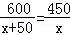 600/(x+50) = 450/x